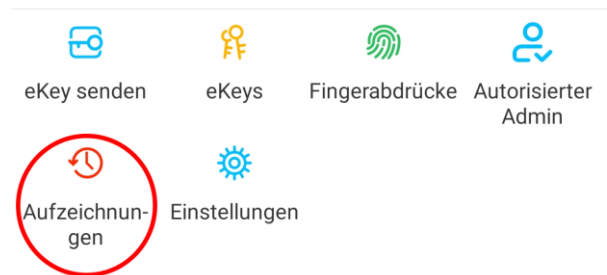 eKey senden eKeys Fingerabdrücke Autorisierter
Admin
Aufzeichnun- Einstellungen
gen